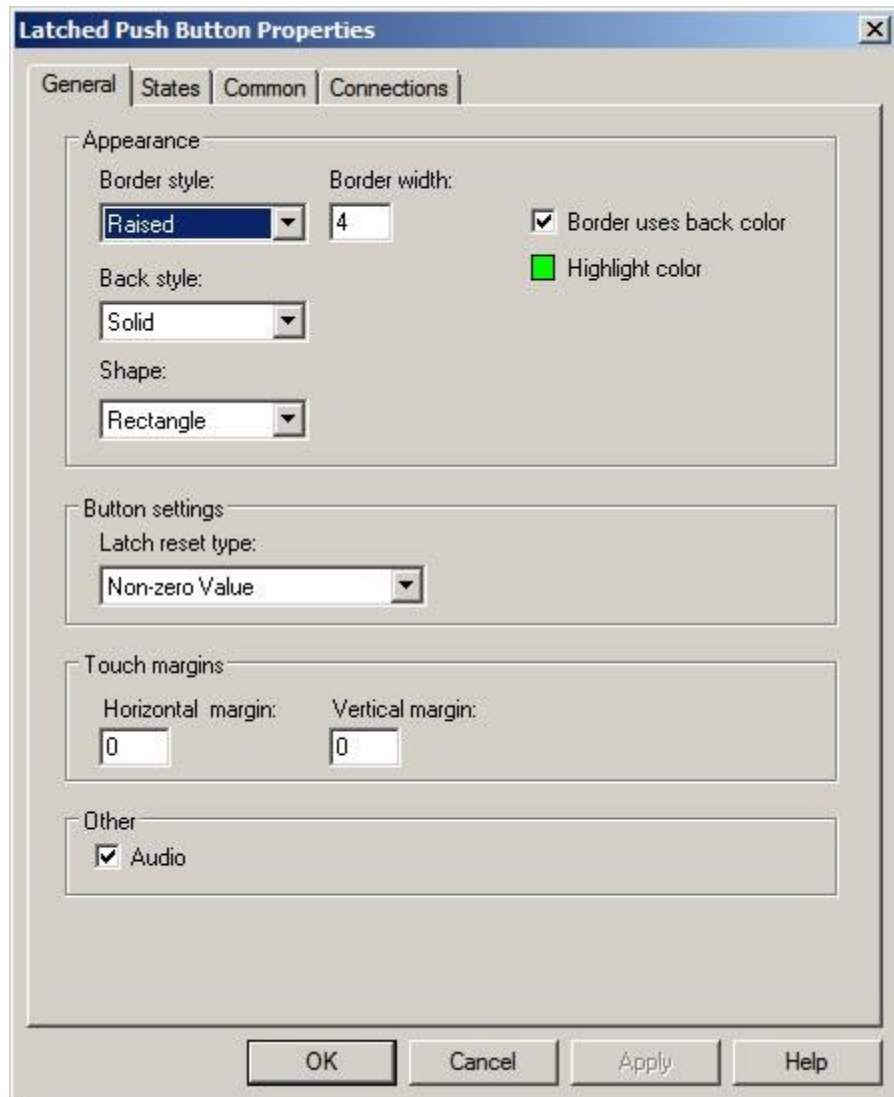 Latched Push Button Properties
General States Common Connections
Appearance
Border style: Border width:
Raised 4 Border uses back color
Highlight color
Back style:
Solid
Shape:
Rectangle
Button settings
Latch reset type:
Non-zero Value
Touch margins
Horizontal margin: Vertical margin:
0 0
Other
Audio
OK Cancel Apply Help